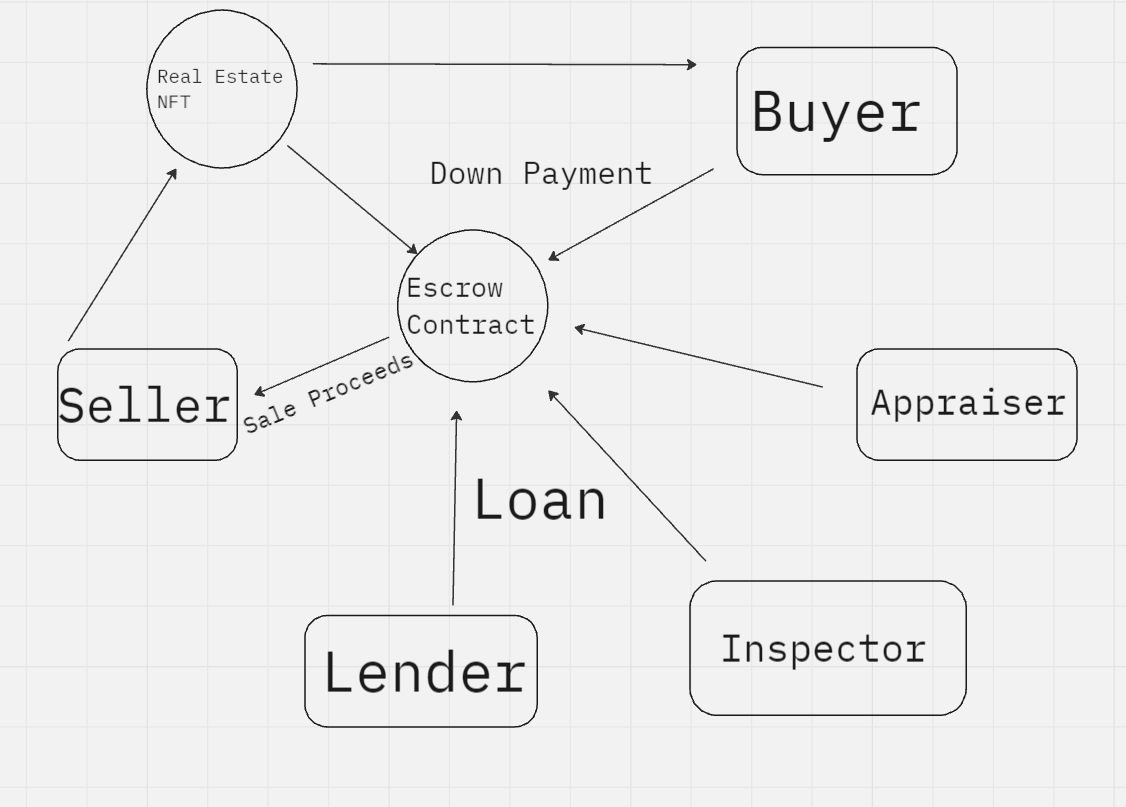 Real Estate
NFT
Buyer
Down Payment
Escrow
Contract
Sale Proceeds
Seller
Appraiser
Loan
Inspector
Lender